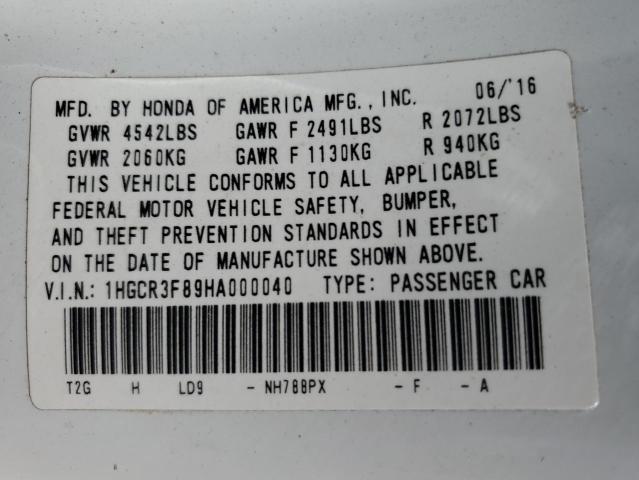 MFD. BY HONDA OF AMERICA MFG., INC. 06/'16
GVWR 4542LBS GAWR F 2491LBS R 2072LBS
GVWR 2060KG GAWR F 1130KG R 940KG
THIS VEHICLE CONFORMS TO ALL APPLICABLE
FEDERAL MOTOR VEHICLE SAFETY, BUMPER,
AND THEFT PREVENTION STANDARDS IN EFFECT
ON THE DATE OF MANUFACTURE SHOWN ABOVE.
V.I.N.: 1HGCR3F89HA000040 TYPE: PASSENGER CAR
T2G H LD9 - NH788PX - F - A